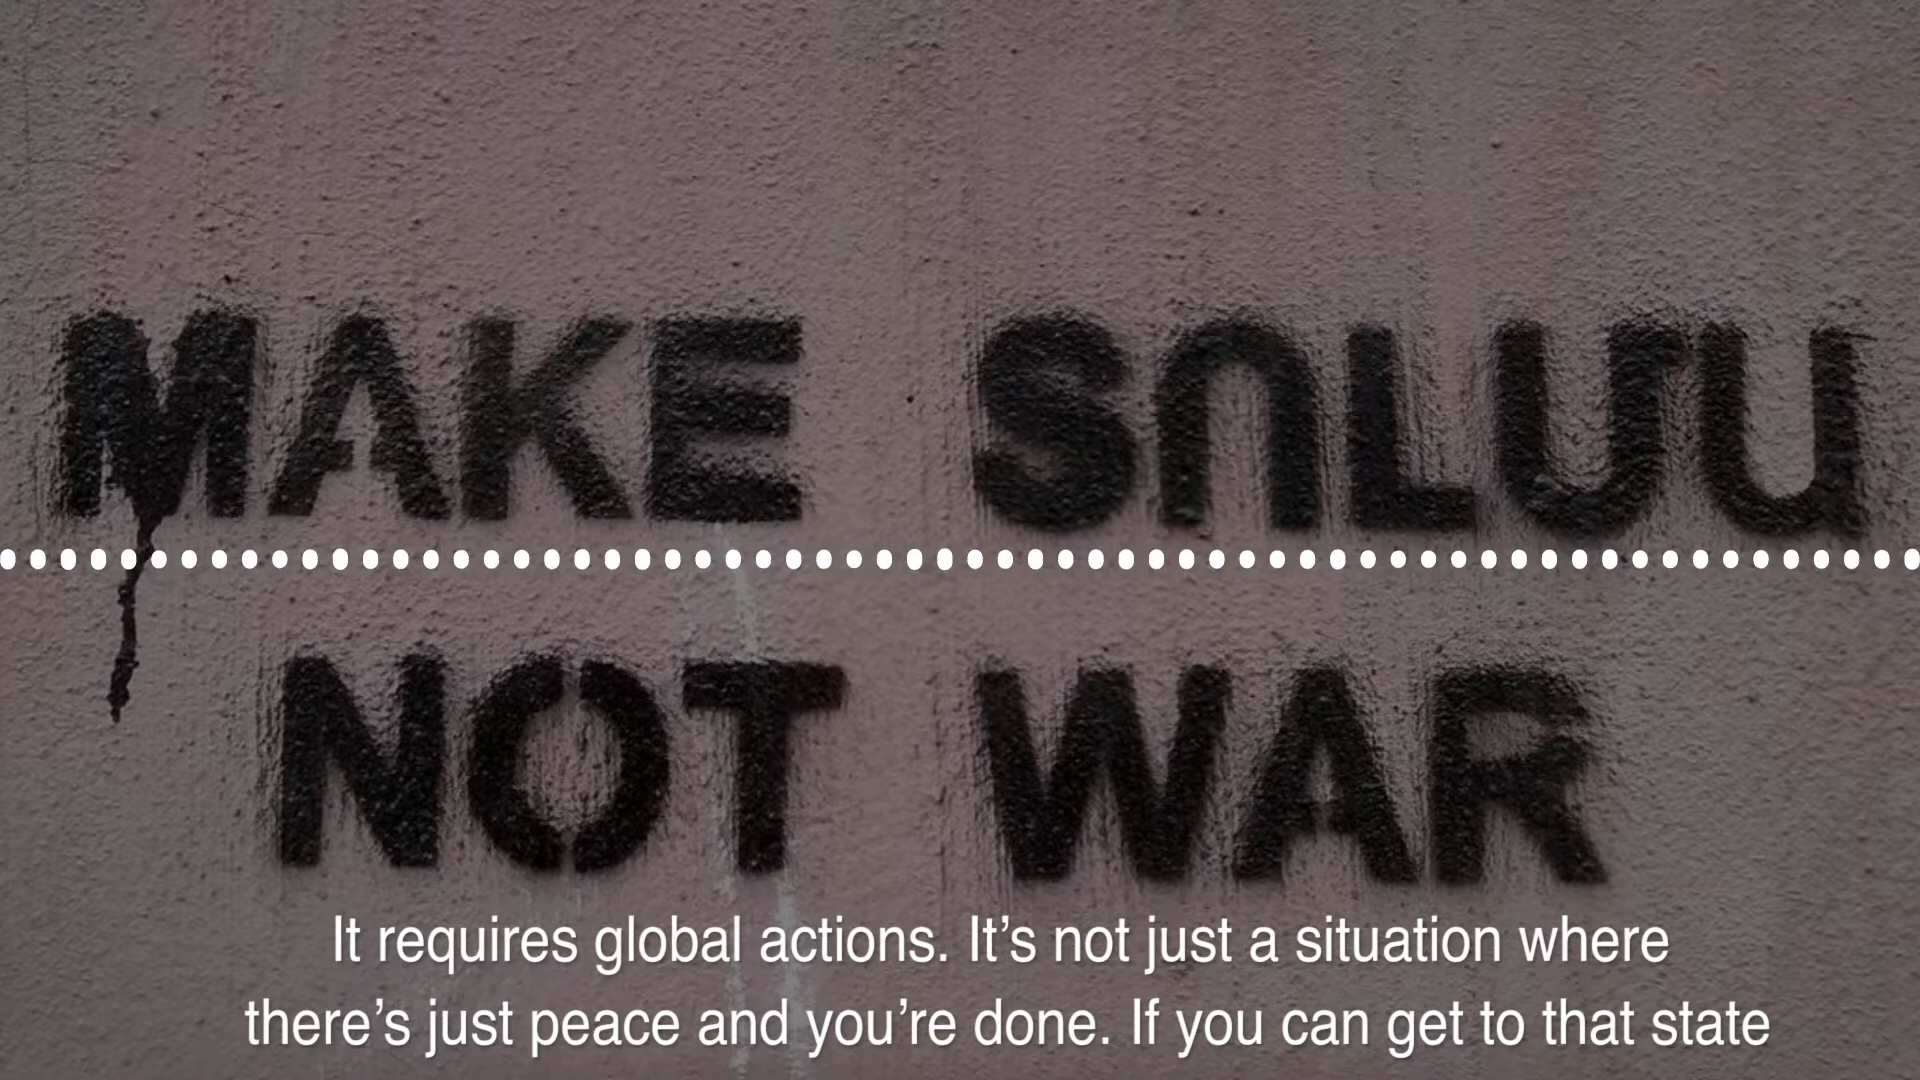 MAKE SULUU
NOT WAR
It requires global actions. It’s not just a situation where
there’s just peace and you’re done. If you can get to that state